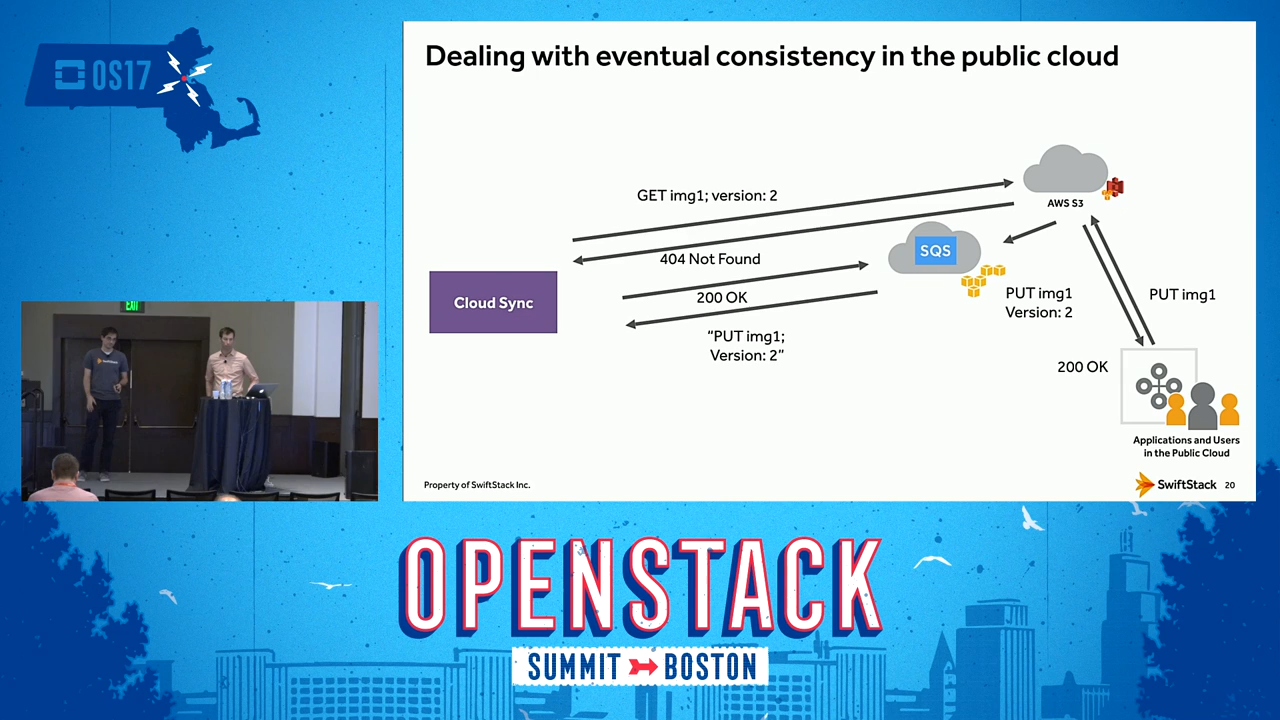 OS17
Dealing with eventual consistency in the public cloud
GET img1; version: 2
AWS S3
404 Not Found
SQS
200 OK
Cloud Sync
"PUT img1;
Version: 2"
PUT img1
Version: 2
PUT img1
200 OK
Applications and Users
in the Public Cloud
Property of SwiftStack Inc.
SwiftStack 20
EXIT
SwiftStack
OPENSTACK
SUMMIT BOSTON